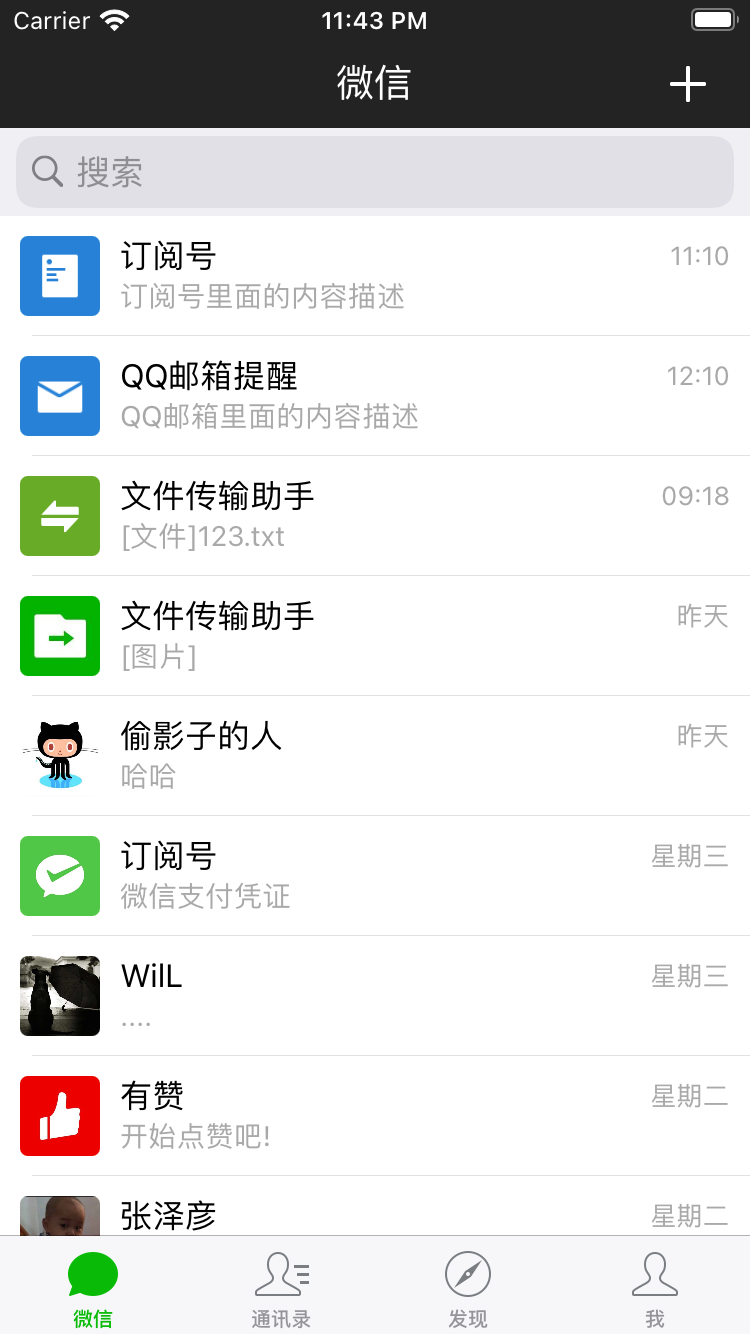 Carrier 11:43 PM
微信
搜索
订阅号 11:10
订阅号里面的内容描述
QQ邮箱提醒 12:10
QQ邮箱里面的内容描述
文件传输助手 09:18
[文件]123.txt
文件传输助手 昨天
[图片]
偷影子的人 昨天
哈哈
订阅号 星期三
微信支付凭证
WilL 星期三
....
有赞 星期二
开始点赞吧!
张泽彦 星期二
微信 通讯录 发现 我